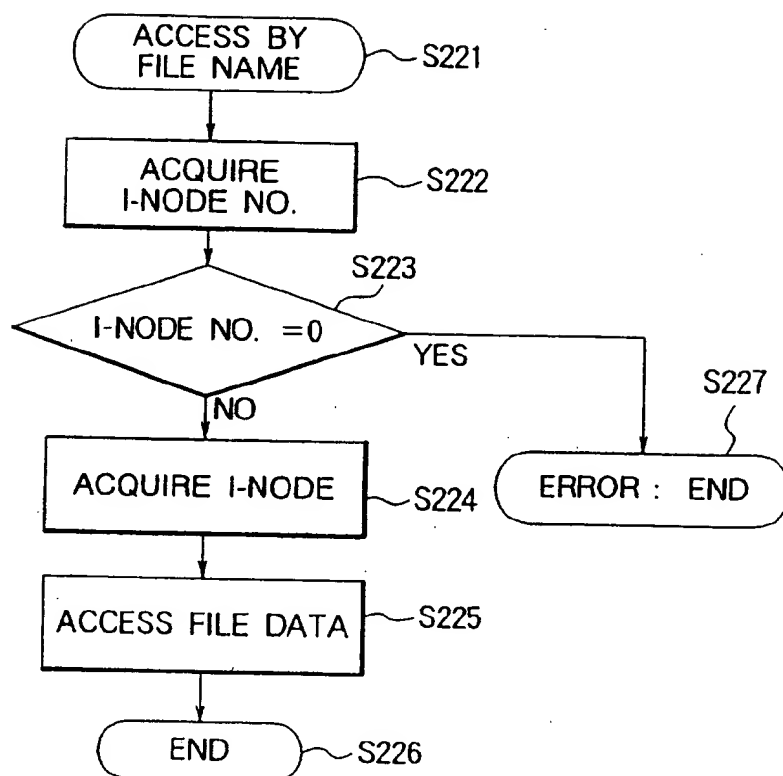 ACCESS BY
FILE NAME
S221
ACQUIRE
I-NODE NO.
S222
S223
I-NODE NO. =0
YES
NO
S227
ACQUIRE I-NODE
S224
ERROR : END
ACCESS FILE DATA
S225
END
S226